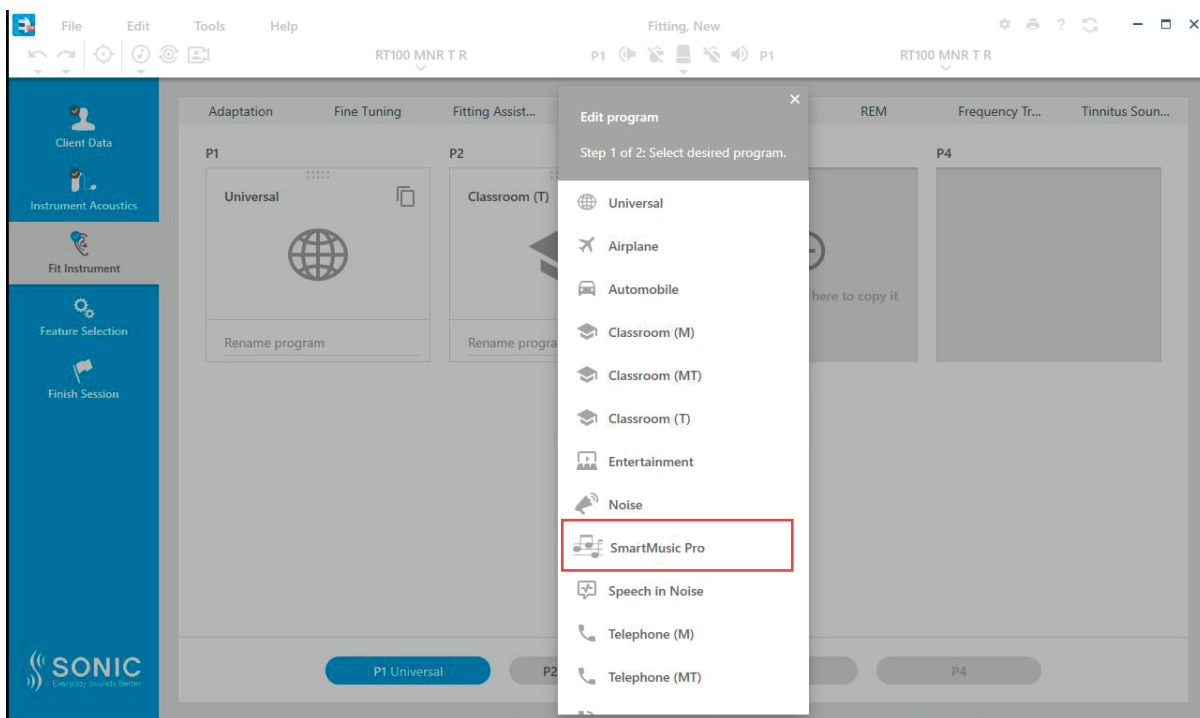 File Edit Tools Help Fitting, New
RT100 MNR T R P1 P1 RT100 MNR T R
Client Data
Instrument Acoustics
Fit Instrument
Feature Selection
Finish Session
SONIC
Everyday Sounds Better
Adaptation Fine Tuning Fitting Assist... REM Frequency Tr... Tinnitus Soun...
P1 P2 P4
Universal Classroom (T)
here to copy it
Rename program Rename progra
Edit program
Step 1 of 2: Select desired program.
Universal
Airplane
Automobile
Classroom (M)
Classroom (MT)
Classroom (T)
Entertainment
Noise
SmartMusic Pro
Speech in Noise
Telephone (M)
Telephone (MT)
P1 Universal P2 P4